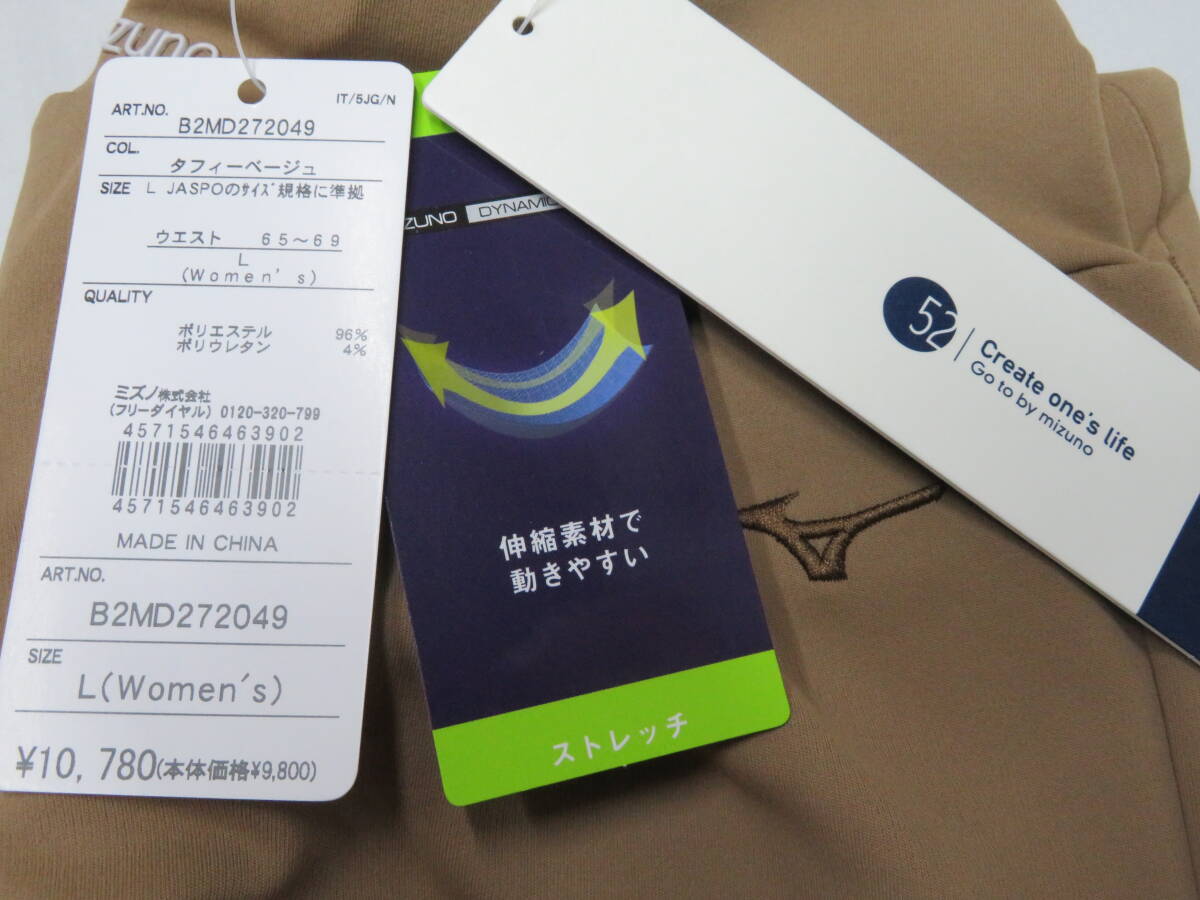 zuno
ART.NO. IT/5JG/N
B2MD272049
COL.
タフィーベージュ
SIZE L JASPOのサイズ規格に準拠
ウエスト 65~69
L
(Women's)
QUALITY
ポリエステル 96%
ポリウレタン 4%
ミズノ株式会社
(フリーダイヤル) 0120-320-799
4571546463902
4571546463902
MADE IN CHINA
ART.NO.
B2MD272049
SIZE
L(Women's)
¥10,780(本体価格¥9,800)
ZUNO DYNAMIC
伸縮素材で
動きやすい
ストレッチ
52
Create one's life
Go to by mizuno